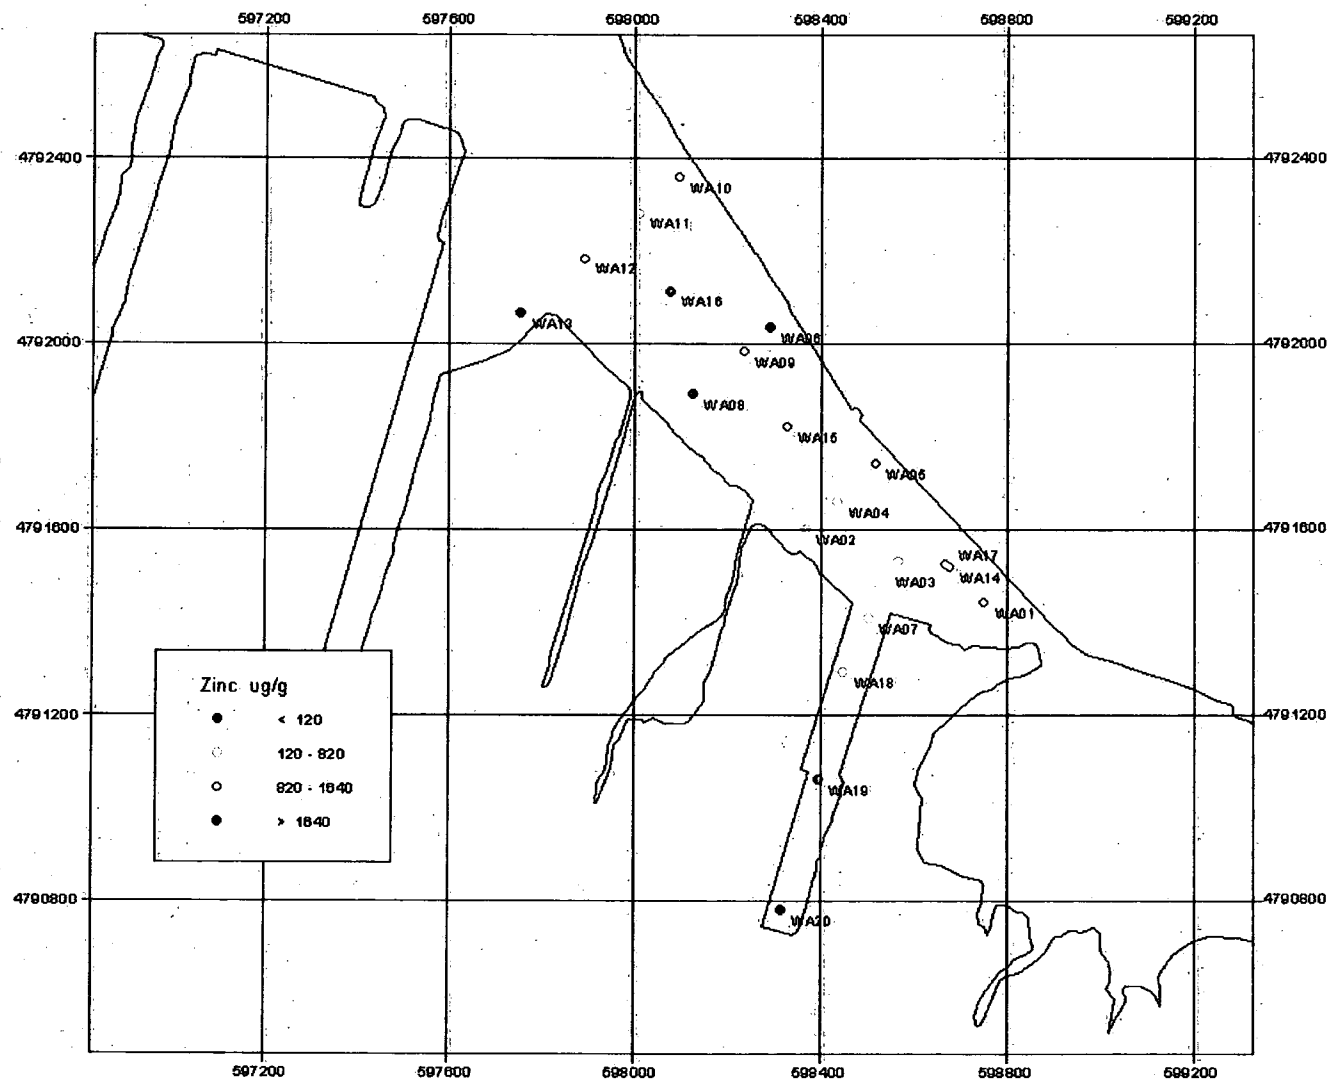 597200 597600 598000 598400 598800 599200
4792400 4792400
WA10
WA11
WA12
WA16
WA13
WA06
4792000 4792000
WA09
WA08
WA15
WA05
WA04
4791600 4791600
WA02
WA17
WA03 WA14
WA01
WA07
WA18
Zinc ug/g
4791200 4791200
< 120
120 - 820
820 - 1640
WA19
> 1640
4790800 4790800
WA20
597200 597600 598000 598400 598800 599200